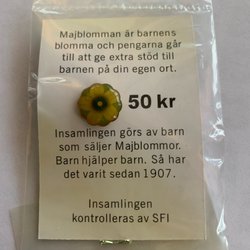 Majblomman är barnens
blomma och pengarna går
till att ge extra stöd till
barnen på din egen ort.
50 kr
Insamlingen görs av barn
som säljer Majblommor.
Barn hjälper barn. Så har
det varit sedan 1907.
Insamlingen
kontrolleras av SFI